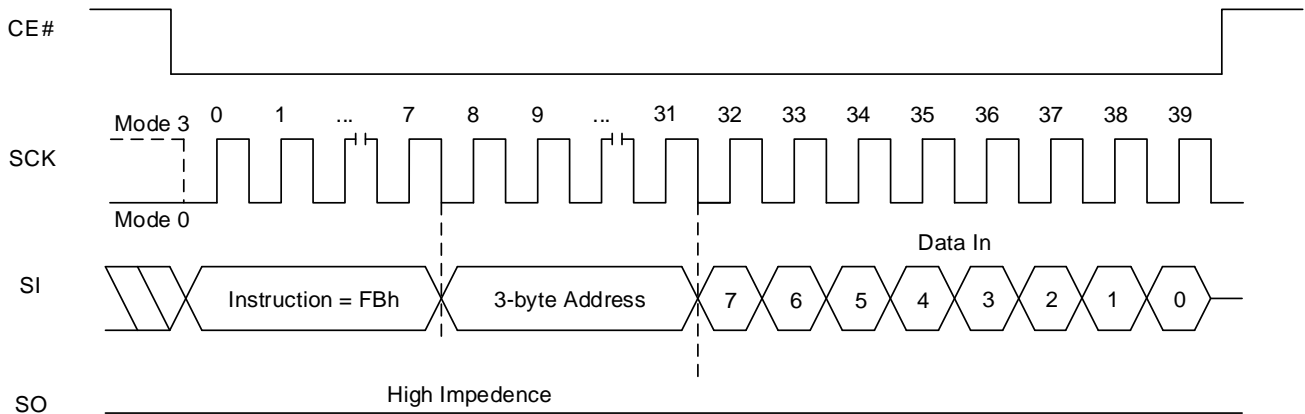 CE#
0 1 ... 7 8 9 ... 31 32 33 34 35 36 37 38 39
Mode 3
SCK
Mode 0
Data In
SI
Instruction = FBh 3-byte Address 7 6 5 4 3 2 1 0
High Impedence
SO